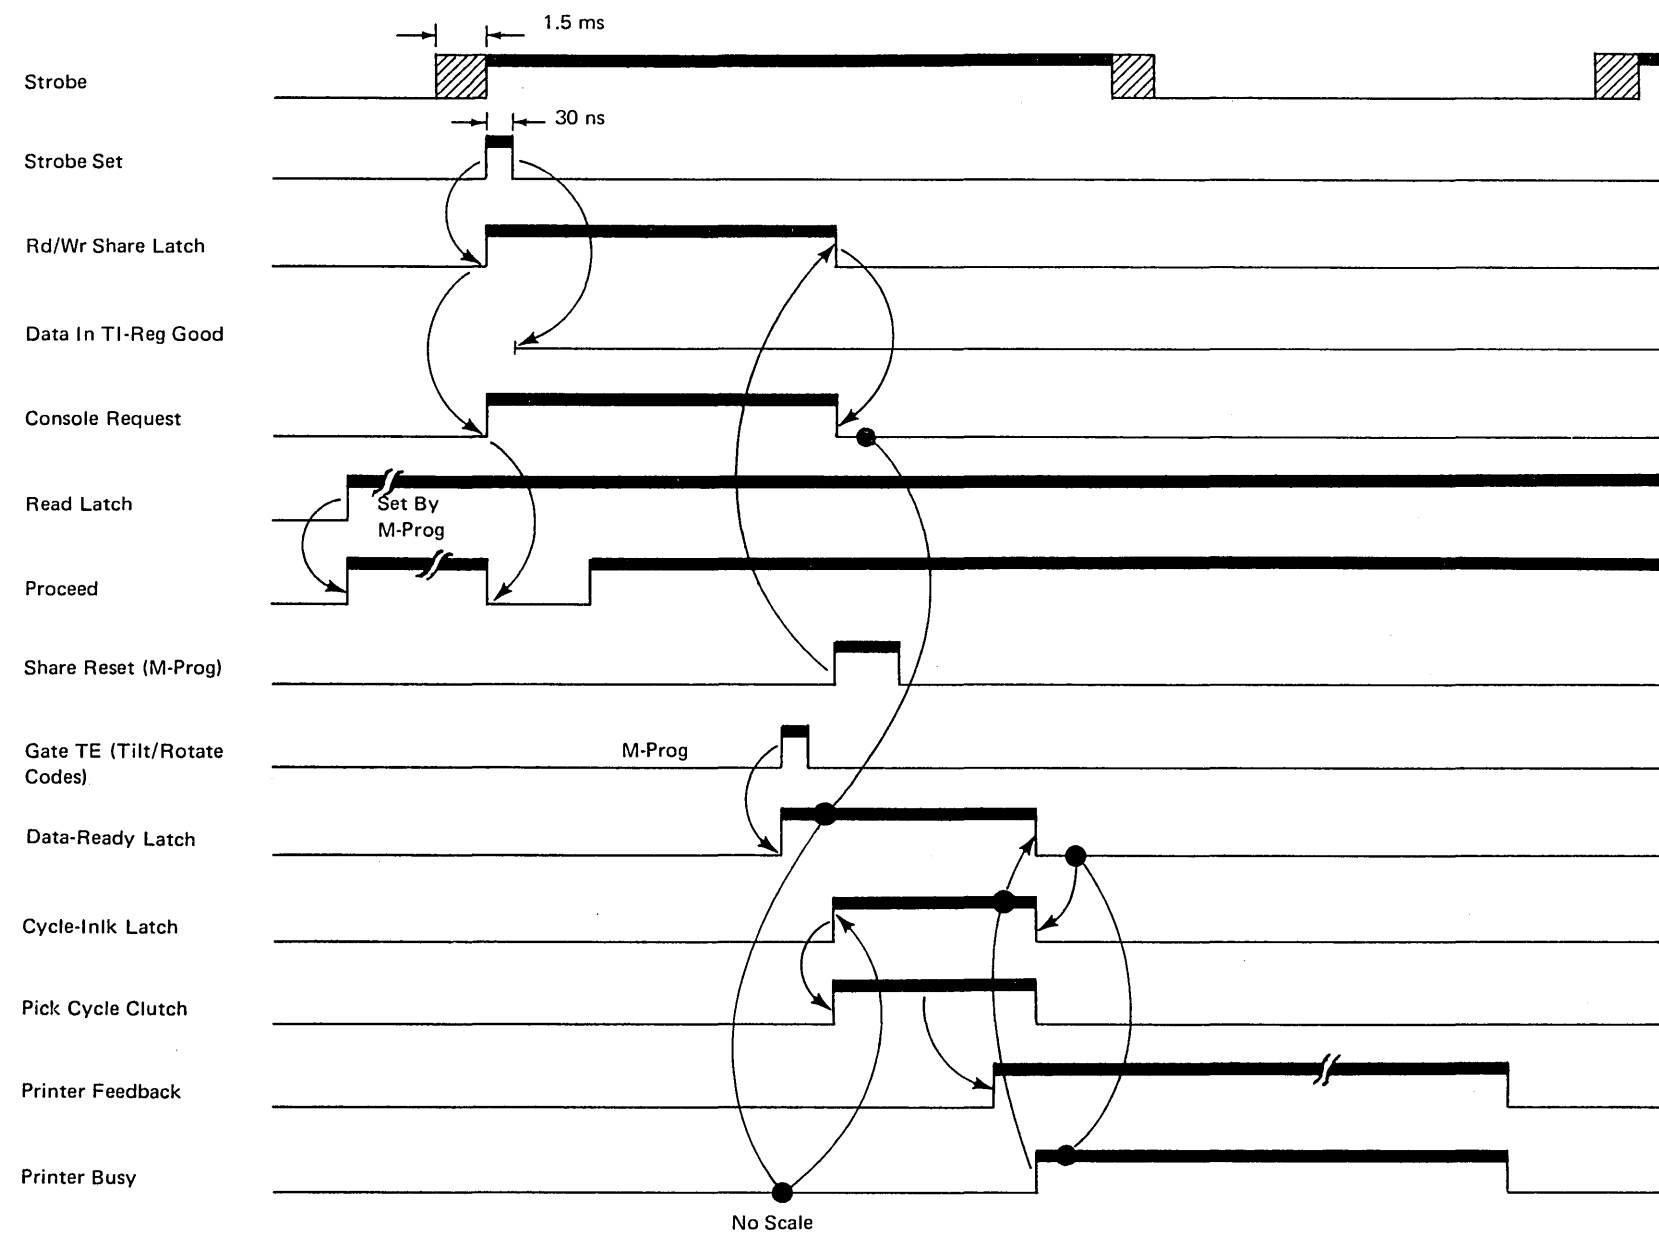 1.5 ms
Strobe
30 ns
Strobe Set
Rd/Wr Share Latch
Data In TI-Reg Good
Console Request
Read Latch
Set By
M-Prog
Proceed
Share Reset (M-Prog)
Gate TE (Tilt/Rotate
Codes)
M-Prog
Data-Ready Latch
Cycle-Inlk Latch
Pick Cycle Clutch
Printer Feedback
Printer Busy
No Scale